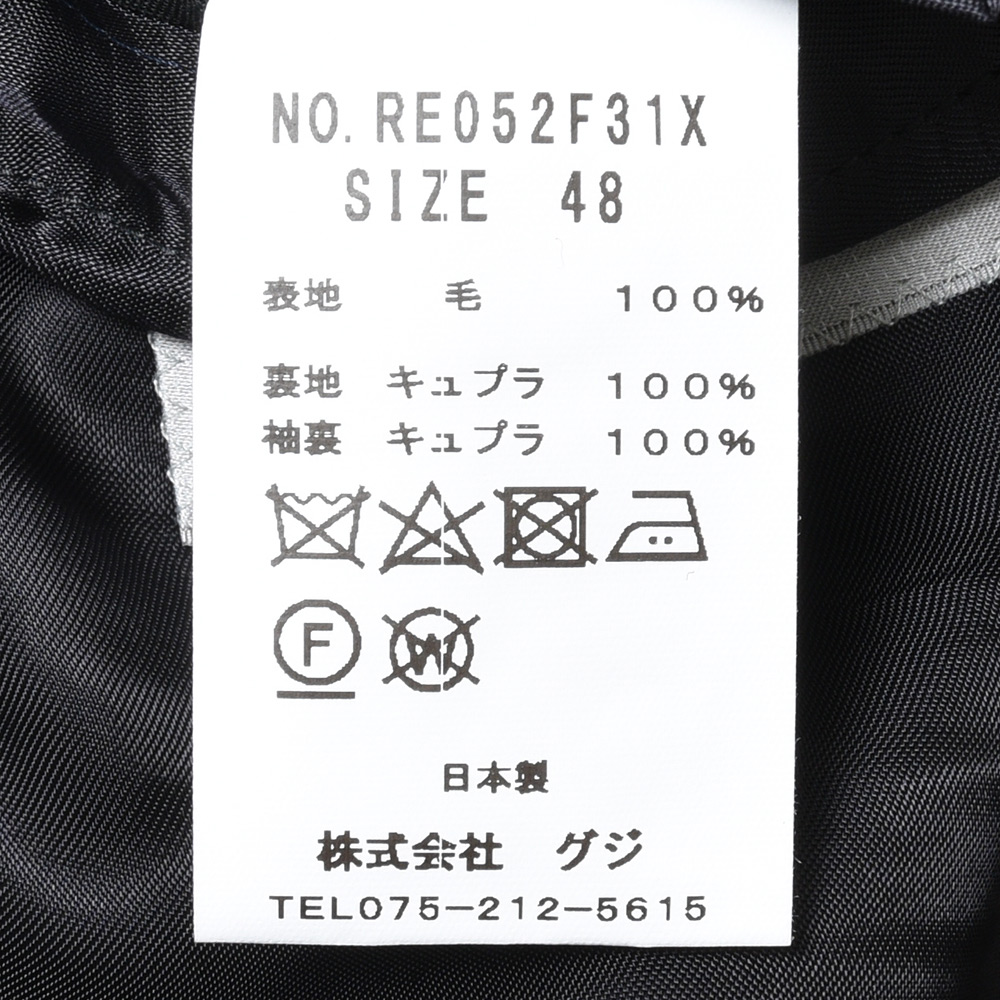 NO. RE052F31X
SIZE 48
表地 毛 100%
裏地 キュプラ 100%
袖裏 キュプラ 100%
F
W
日本製
株式会社 グジ
TEL075-212-5615